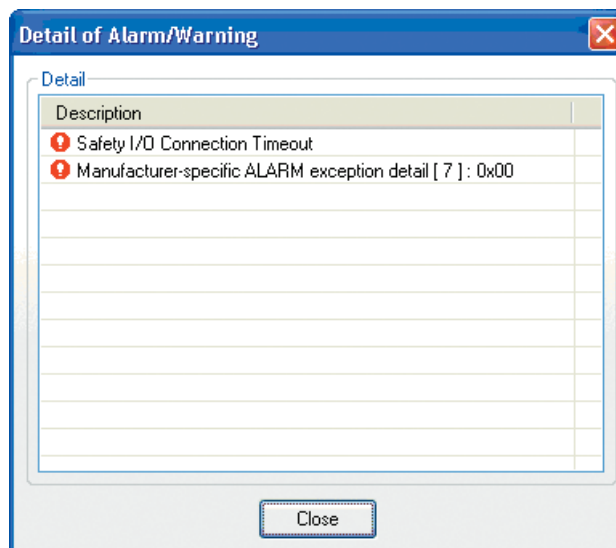 Detail of Alarm/Warning
Detail
Description
Safety I/O Connection Timeout
Manufacturer-specific ALARM exception detail [ 7 ] : 0x00
Close